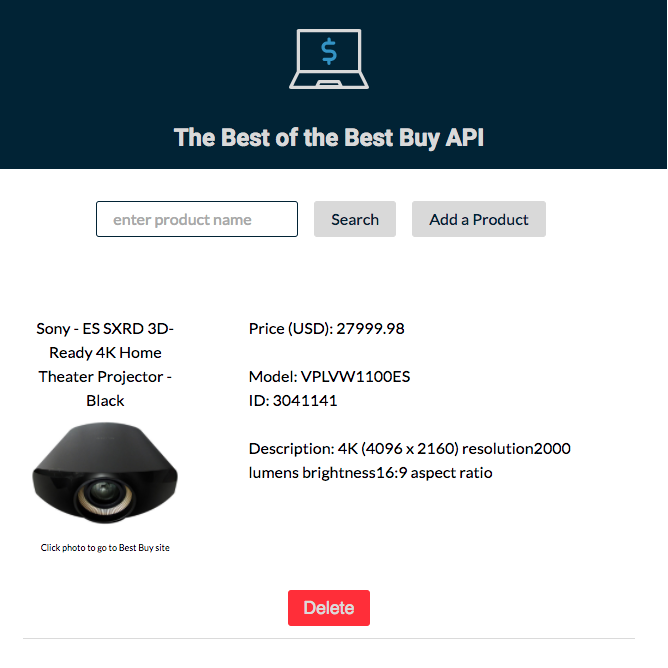 $
The Best of the Best Buy API
enter product name
Search
Add a Product
Sony - ES SXRD 3D-
Ready 4K Home
Theater Projector -
Black
Click photo to go to Best Buy site
Price (USD): 27999.98
Model: VPLVW1100ES
ID: 3041141
Description: 4K (4096 x 2160) resolution2000
lumens brightness16:9 aspect ratio
Delete